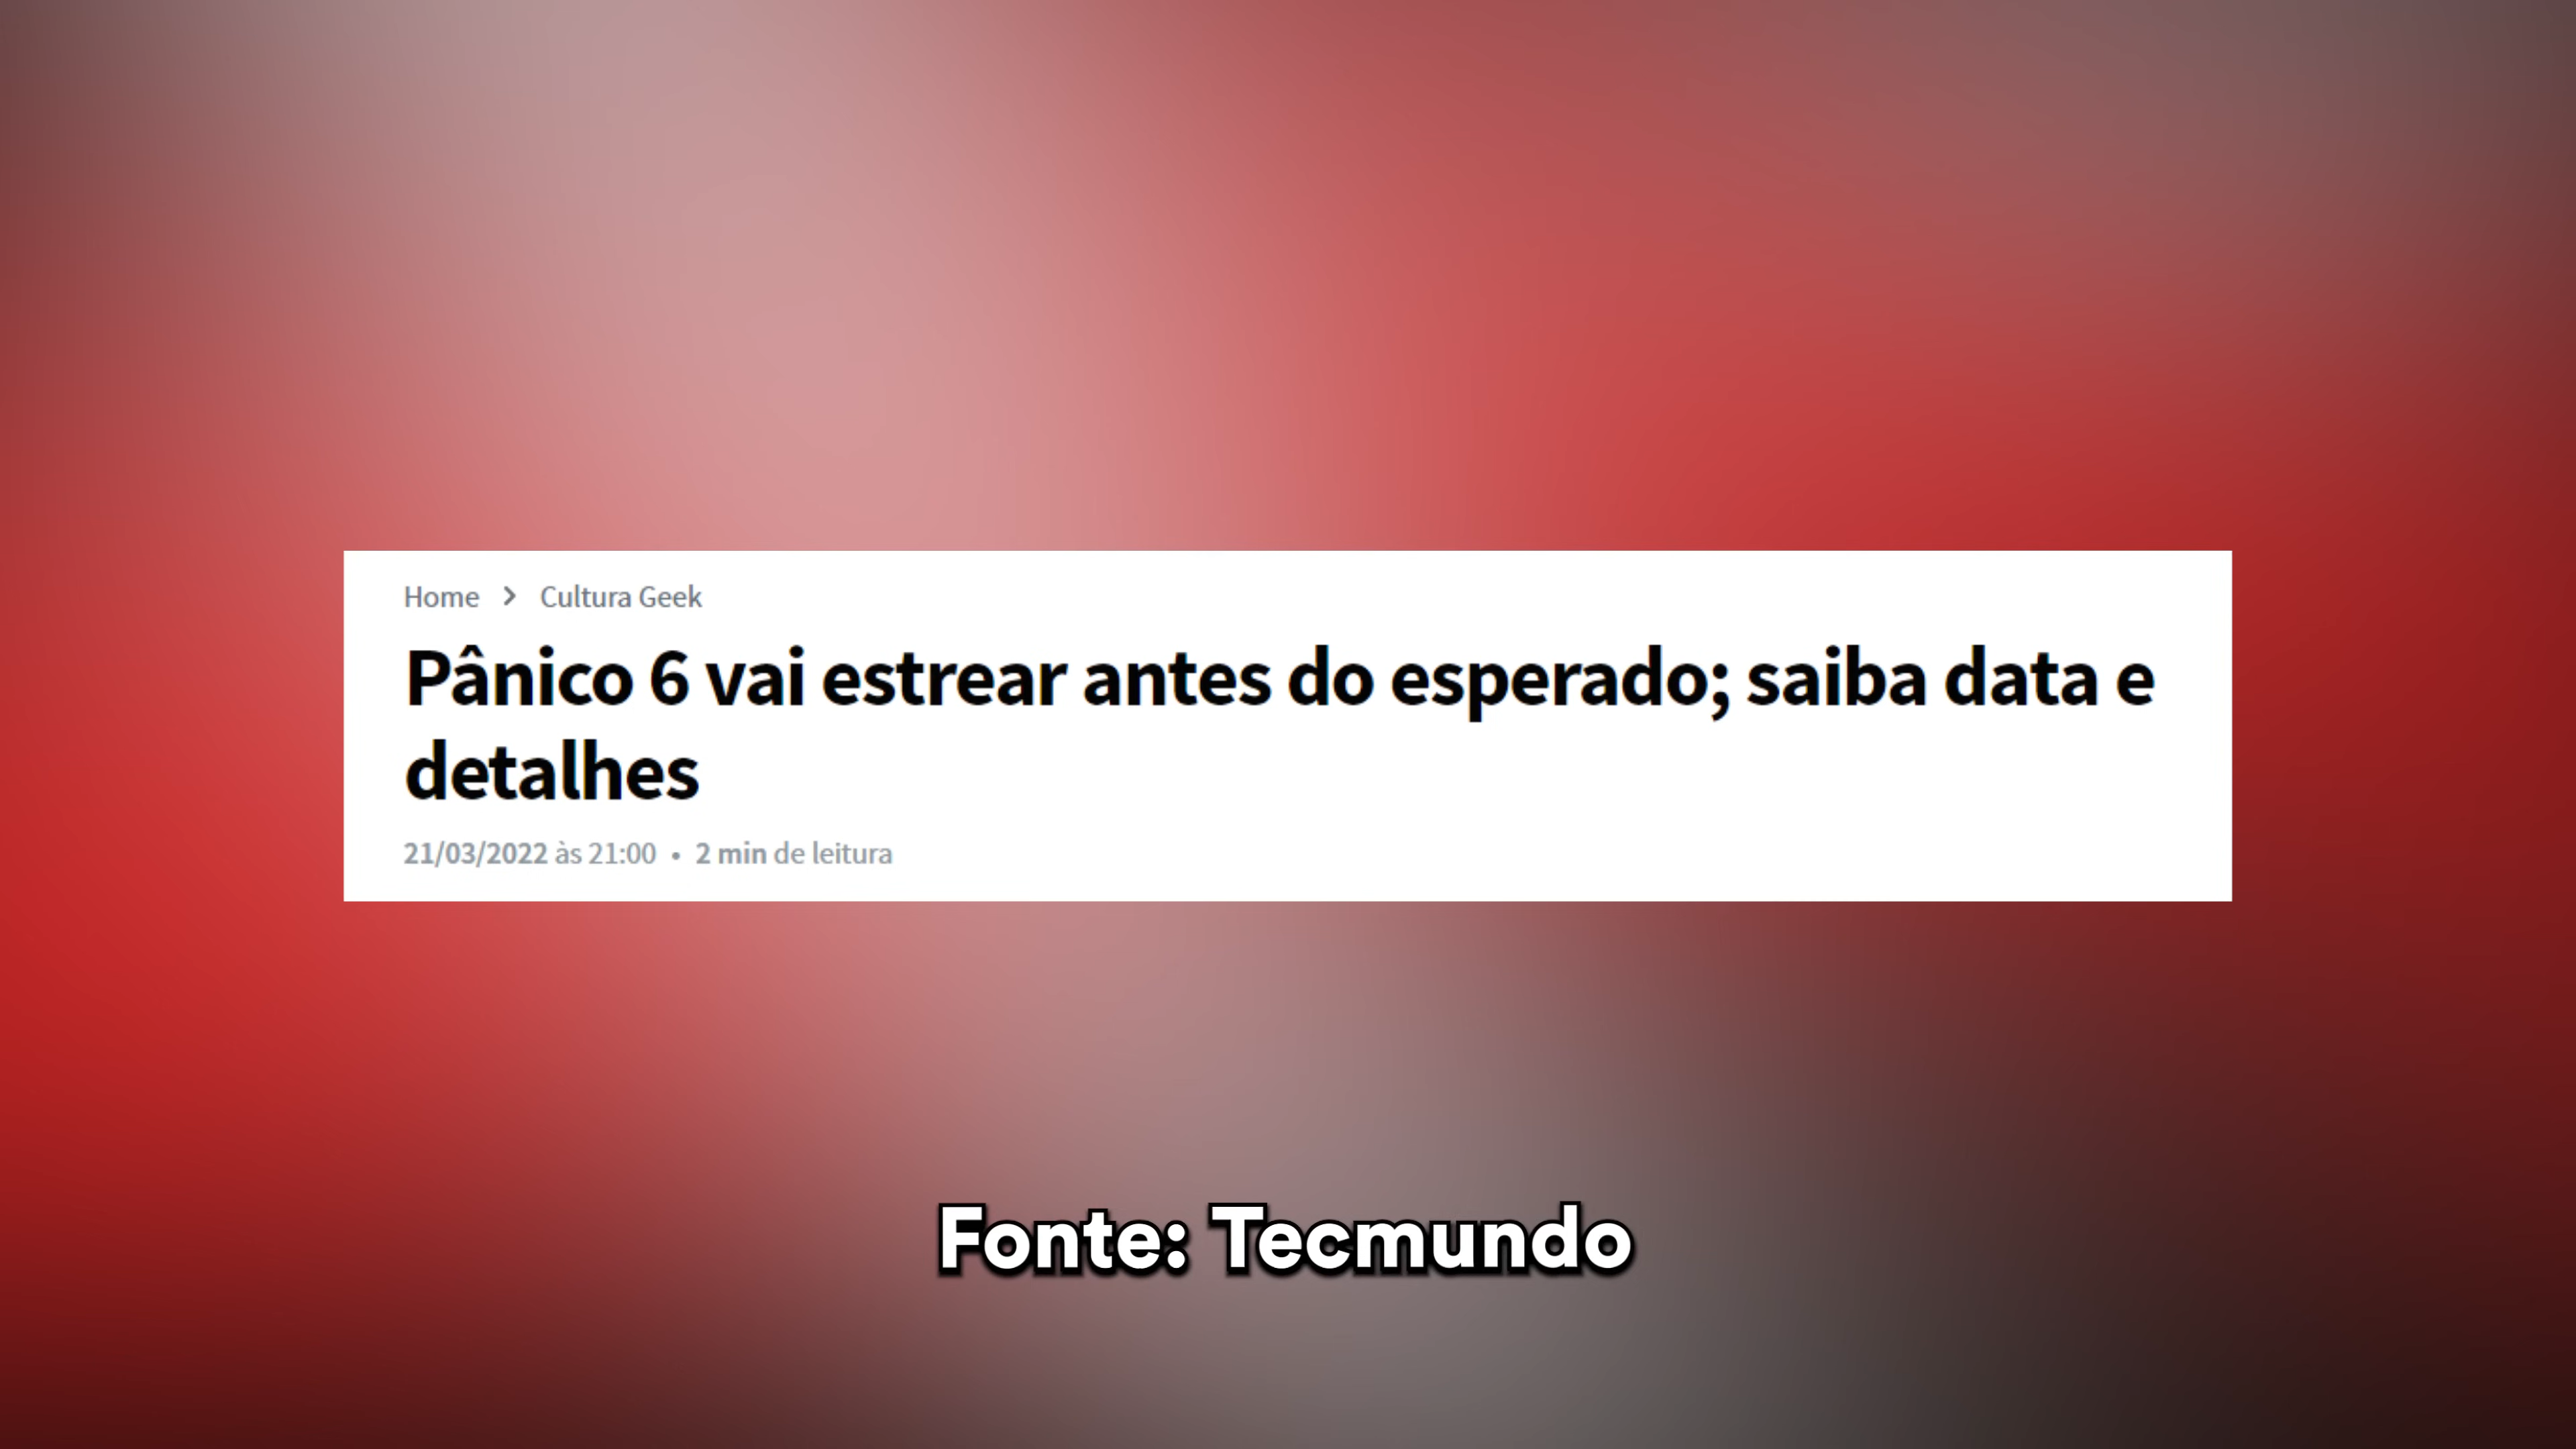 Home > Cultura Geek
Pânico 6 vai estrear antes do esperado; saiba data e
detalhes
21/03/2022 às 21:00 • 2 min de leitura
Fonte: Tecmundo